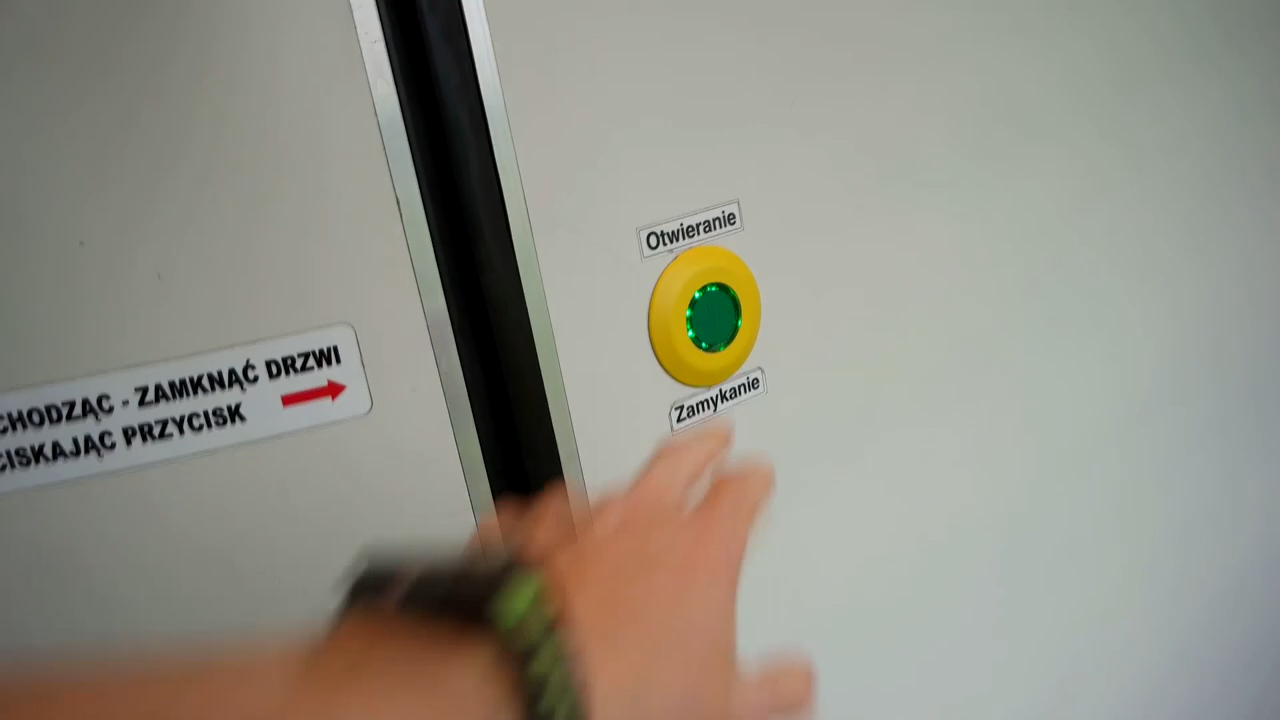 Otwieranie
Zamykanie
CHODZĄC - ZAMKNĄĆ DRZWI
CISKAJĄC PRZYCISK